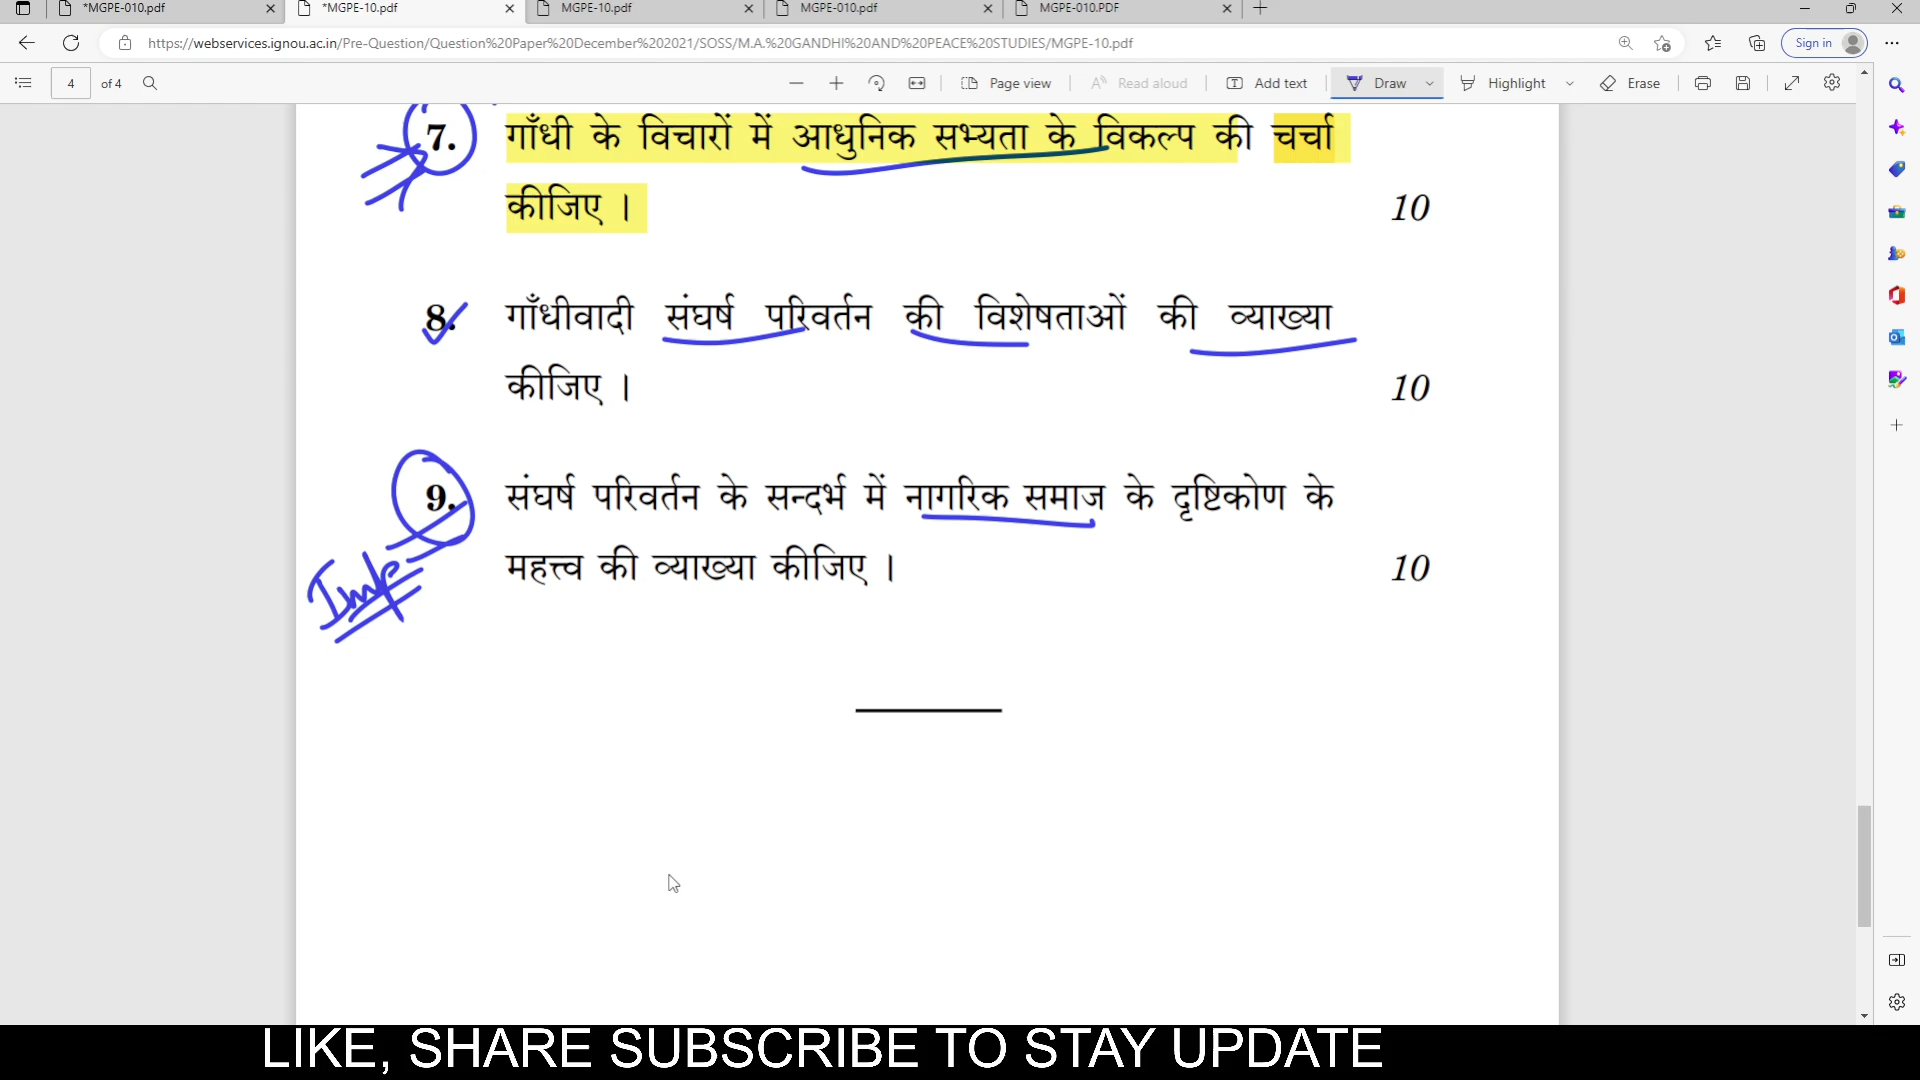 *MGPE-010.pdf *MGPE-10.pdf MGPE-10.pdf MGPE-010.pdf MGPE-010.PDF
https://webservices.ignou.ac.in/Pre-Question/Question%20Paper%20December%202021/SOSS/M.A.%20GANDHI%20AND%20PEACE%20STUDIES/MGPE-10.pdf Sign in
4 of 4 Page view Read aloud Add text Draw Highlight Erase
7. गाँधी के विचारों में आधुनिक सभ्यता के विकल्प की चर्चा
कीजिए । 10
8. गाँधीवादी संघर्ष परिवर्तन की विशेषताओं की व्याख्या
कीजिए । 10
9. संघर्ष परिवर्तन के सन्दर्भ में नागरिक समाज के दृष्टिकोण के
महत्त्व की व्याख्या कीजिए । 10
Imp
LIKE, SHARE SUBSCRIBE TO STAY UPDATE